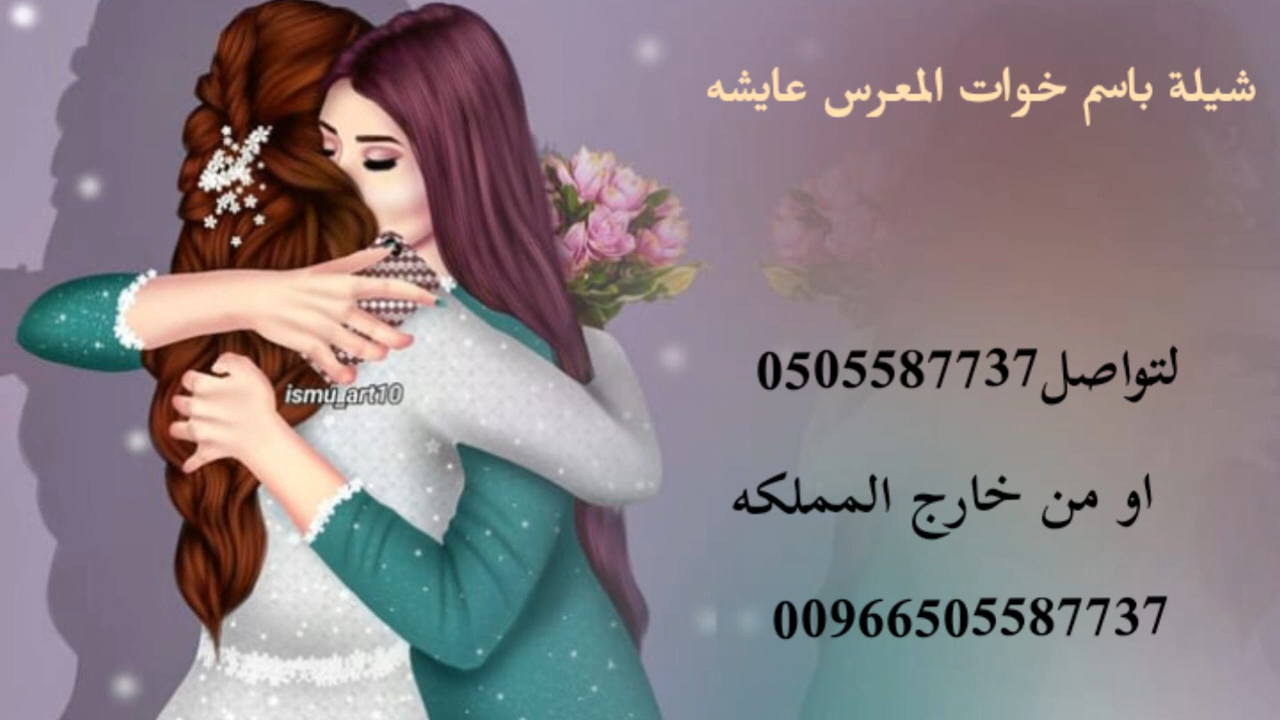 شيلة باسم خوات المعرس عايشه
لتواصل0505587737
او من خارج المملكه
00966505587737
ismu_art10